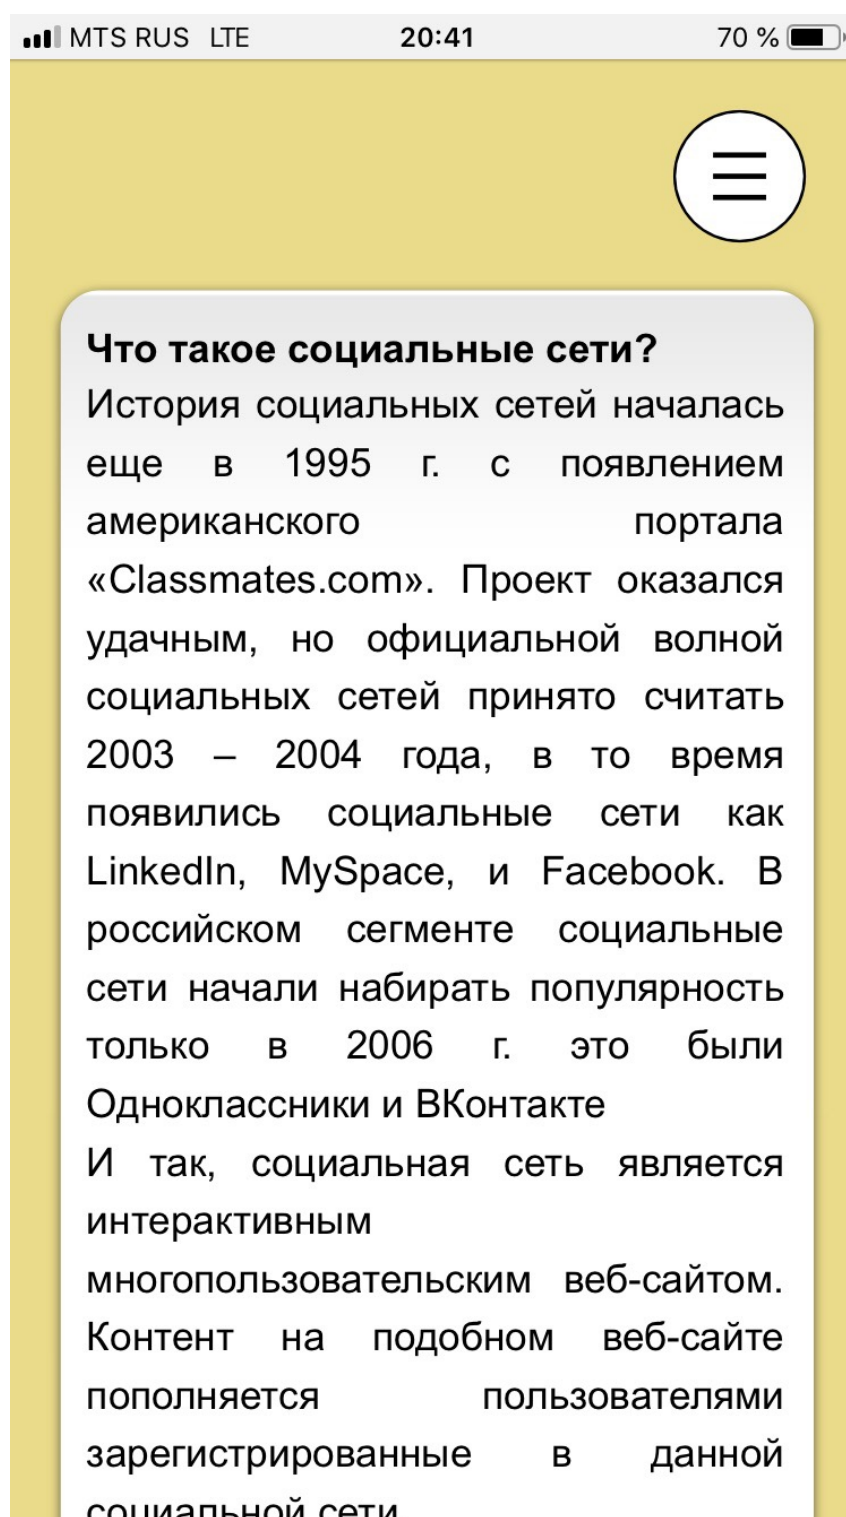 MTS RUS LTE 20:41 70 %
Что такое социальные сети?
История социальных сетей началась
еще в 1995 г. с появлением
американского портала
«Classmates.com». Проект оказался
удачным, но официальной волной
социальных сетей принято считать
2003 – 2004 года, в то время
появились социальные сети как
LinkedIn, MySpace, и Facebook. В
российском сегменте социальные
сети начали набирать популярность
только в 2006 г. это были
Одноклассники и ВКонтакте
И так, социальная сеть является
интерактивным
многопользовательским веб-сайтом.
Контент на подобном веб-сайте
пополняется пользователями
зарегистрированные в данной
социальной сети